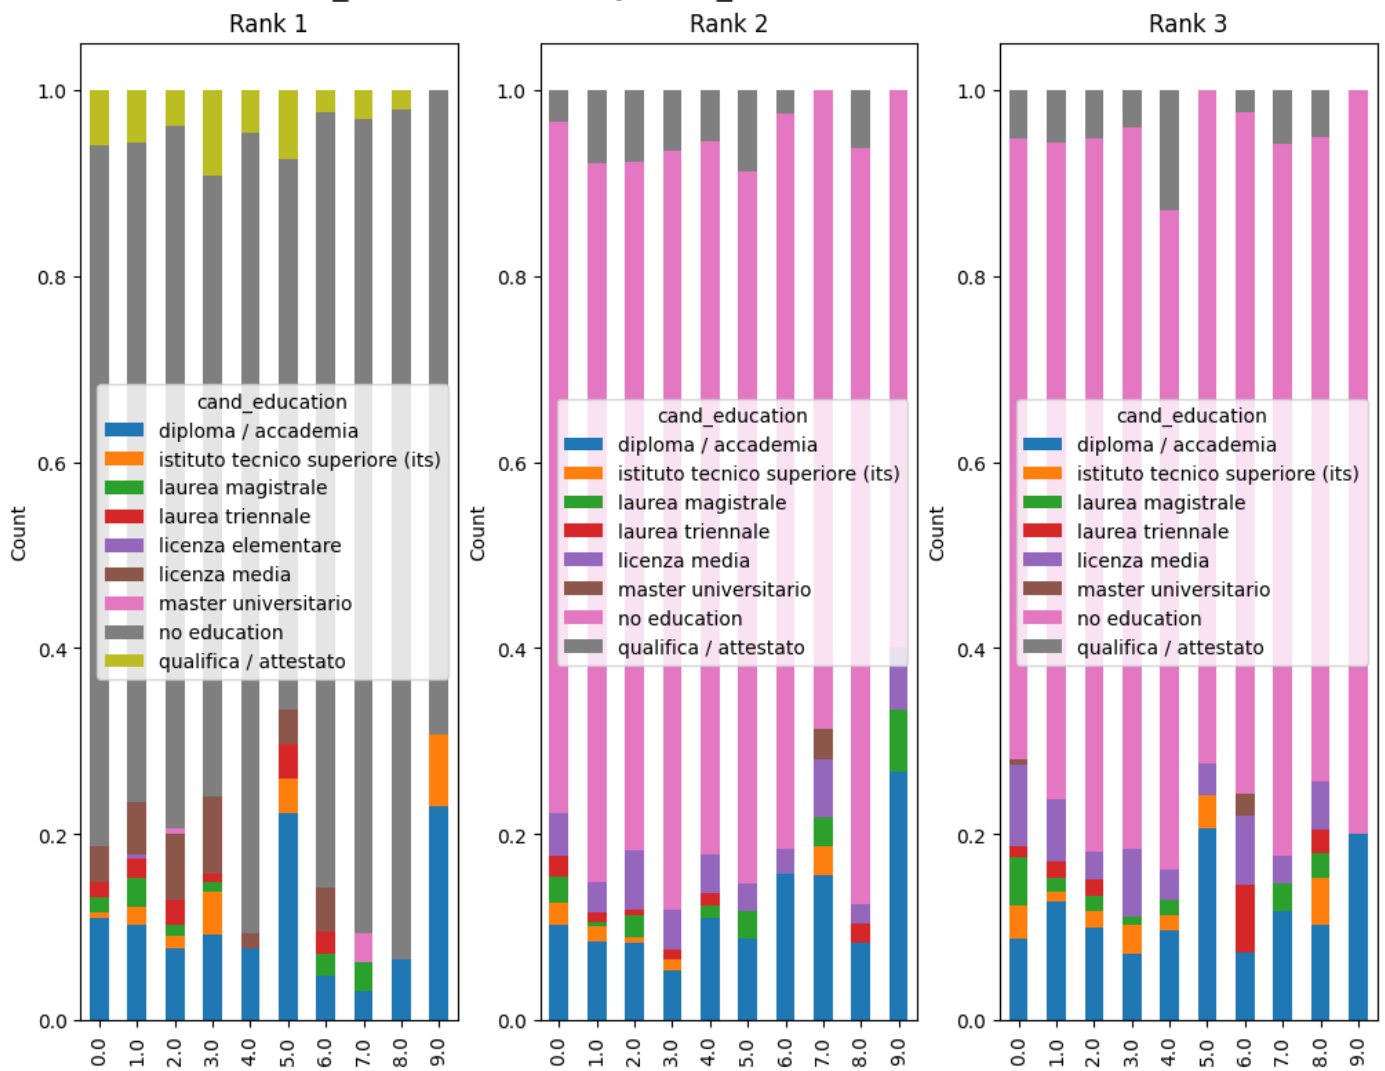 Rank 1
Rank 2
Rank 3
Count
1.0
0.8
0.6
0.4
0.2
0.0
cand_education
diploma / accademia
istituto tecnico superiore (its)
laurea magistrale
laurea triennale
licenza elementare
licenza media
master universitario
no education
qualifica / attestato
0.0
1.0
2.0
3.0
4.0
5.0
6.0
7.0
8.0
9.0
Count
1.0
0.8
0.6
0.4
0.2
0.0
cand_education
diploma / accademia
istituto tecnico superiore (its)
laurea magistrale
laurea triennale
licenza media
master universitario
no education
qualifica / attestato
0.0
1.0
2.0
3.0
4.0
5.0
6.0
7.0
8.0
9.0
Count
1.0
0.8
0.6
0.4
0.2
0.0
cand_education
diploma / accademia
istituto tecnico superiore (its)
laurea magistrale
laurea triennale
licenza media
master universitario
no education
qualifica / attestato
0.0
1.0
2.0
3.0
4.0
5.0
6.0
7.0
8.0
9.0